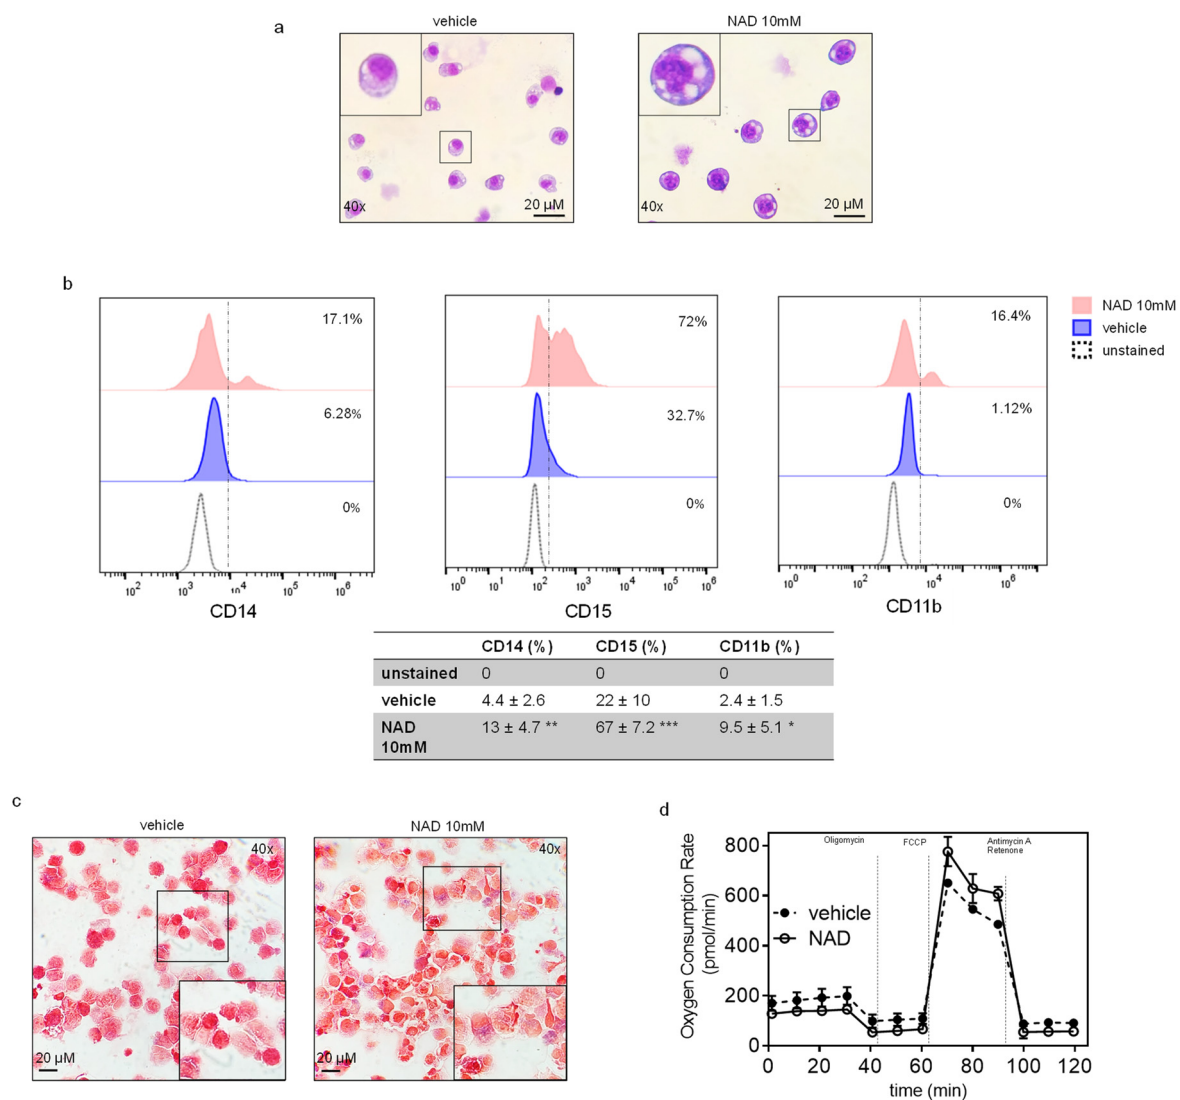 a
vehicle
NAD 10mM
40x
20 µM
40x
20 µM
b
17.1%
6.28%
0%
10^2 10^3 10^4 10^5 10^6
CD14
72%
32.7%
0%
10^0 10^1 10^2 10^3 10^4 10^5 10^6
CD15
16.4%
1.12%
0%
10^0 10^2 10^4 10^6
CD11b
NAD 10mM
vehicle
unstained
CD14 (%) CD15 (%) CD11b (%)
unstained 0 0 0
vehicle 4.4 ± 2.6 22 ± 10 2.4 ± 1.5
NAD 10mM 13 ± 4.7 ** 67 ± 7.2 *** 9.5 ± 5.1 *
c
vehicle
NAD 10mM
40x
20 µM
40x
20 µM
d
Oxygen Consumption Rate
(pmol/min)
800
600
400
200
0
Oligomycin
FCCP
Antimycin A
Retenone
vehicle
NAD
0 20 40 60 80 100 120
time (min)